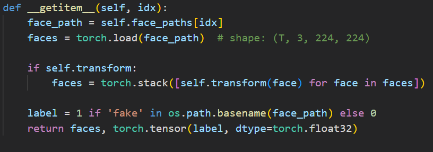 def __getitem__(self, idx):
    face_path = self.face_paths[idx]
    faces = torch.load(face_path)  # shape: (T, 3, 224, 224)

    if self.transform:
        faces = torch.stack([self.transform(face) for face in faces])

    label = 1 if 'fake' in os.path.basename(face_path) else 0
    return faces, torch.tensor(label, dtype=torch.float32)